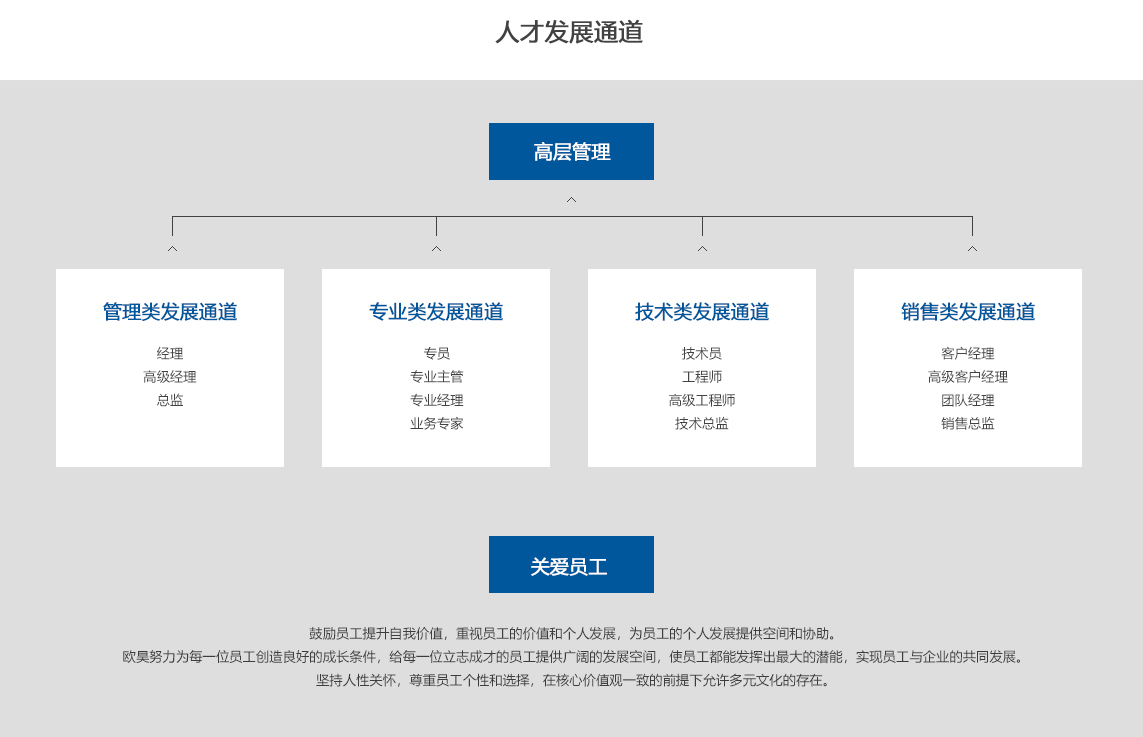 人才发展通道
高层管理
管理类发展通道
经理
高级经理
总监
专业类发展通道
专员
专业主管
专业经理
业务专家
技术类发展通道
技术员
工程师
高级工程师
技术总监
销售类发展通道
客户经理
高级客户经理
团队经理
销售总监
关爱员工
鼓励员工提升自我价值，重视员工的价值和个人发展，为员工的个人发展提供空间和协助。
欧昊努力为每一位员工创造良好的成长条件，给每一位立志成才的员工提供广阔的发展空间，使员工都能发挥出最大的潜能，实现员工与企业的共同发展。
坚持人性关怀，尊重员工个性和选择，在核心价值观一致的前提下允许多元文化的存在。